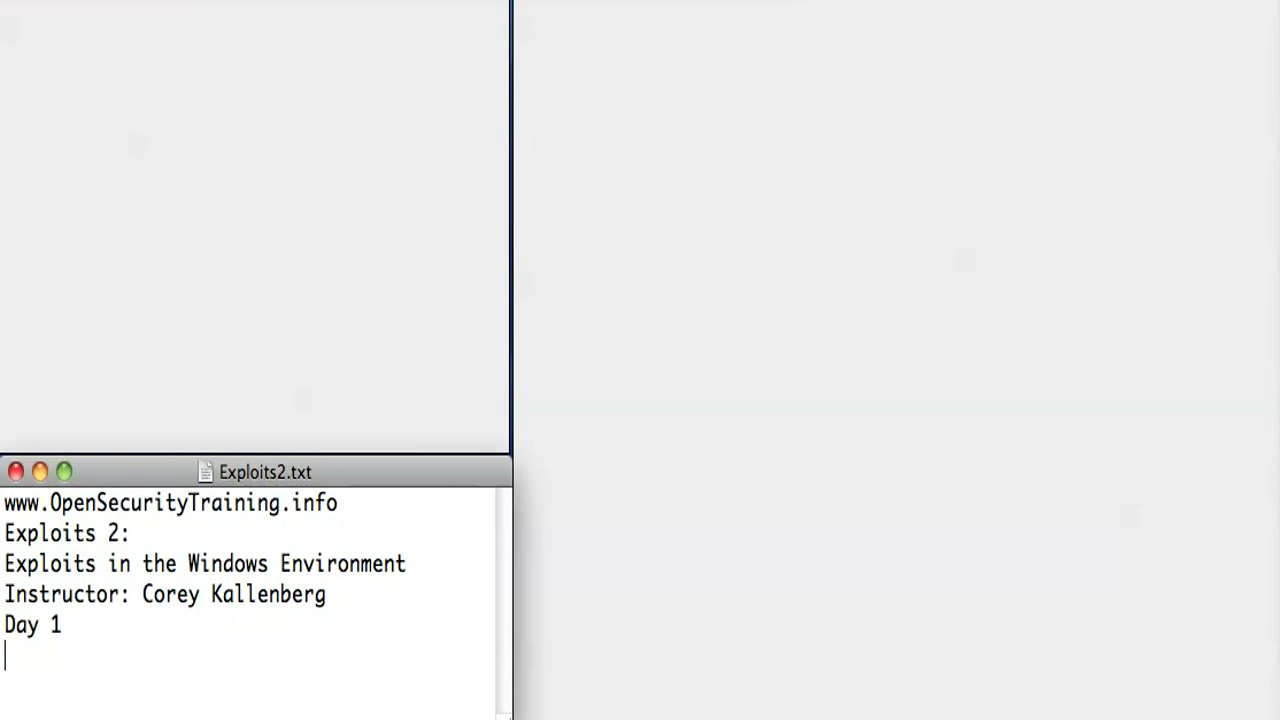 Exploits2.txt
www.OpenSecurityTraining.info
Exploits 2:
Exploits in the Windows Environment
Instructor: Corey Kallenberg
Day 1